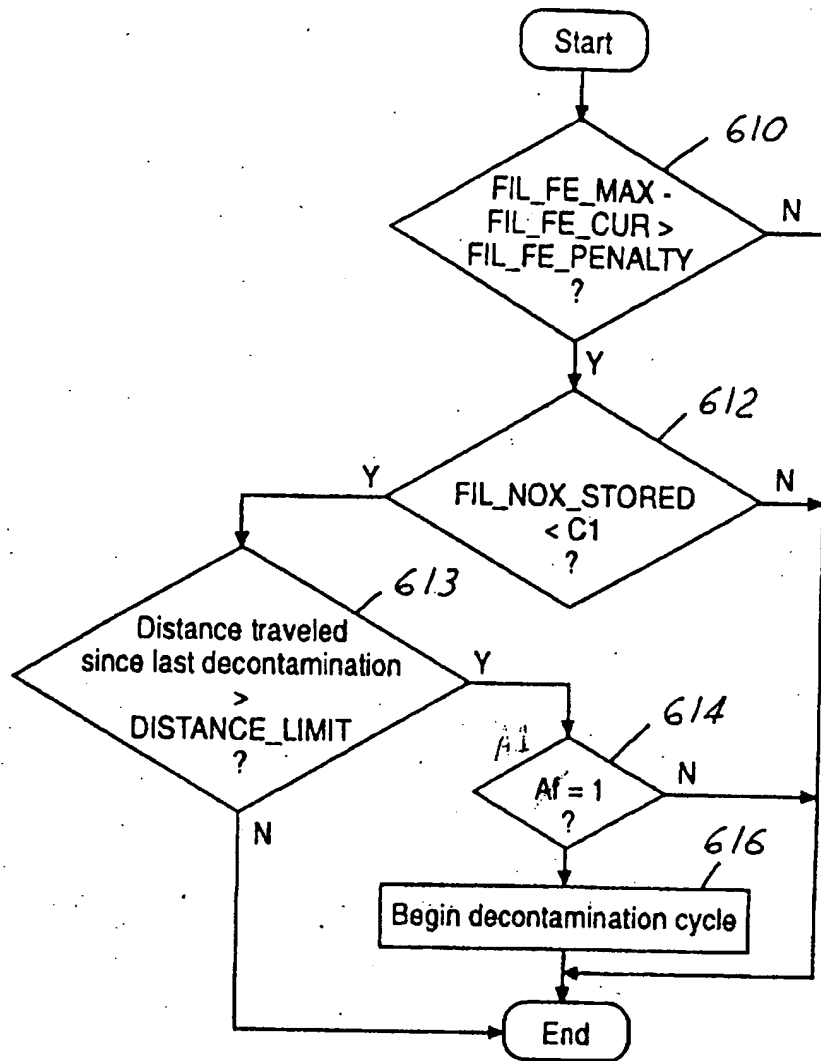 Start
610
FIL_FE_MAX -
FIL_FE_CUR >
FIL_FE_PENALTY
?
N
Y
612
FIL_NOX_STORED
< C1
?
Y
N
613
Distance traveled
since last decontamination
>
DISTANCE_LIMIT
?
Y
N
A1
614
Af = 1
?
N
616
Begin decontamination cycle
End